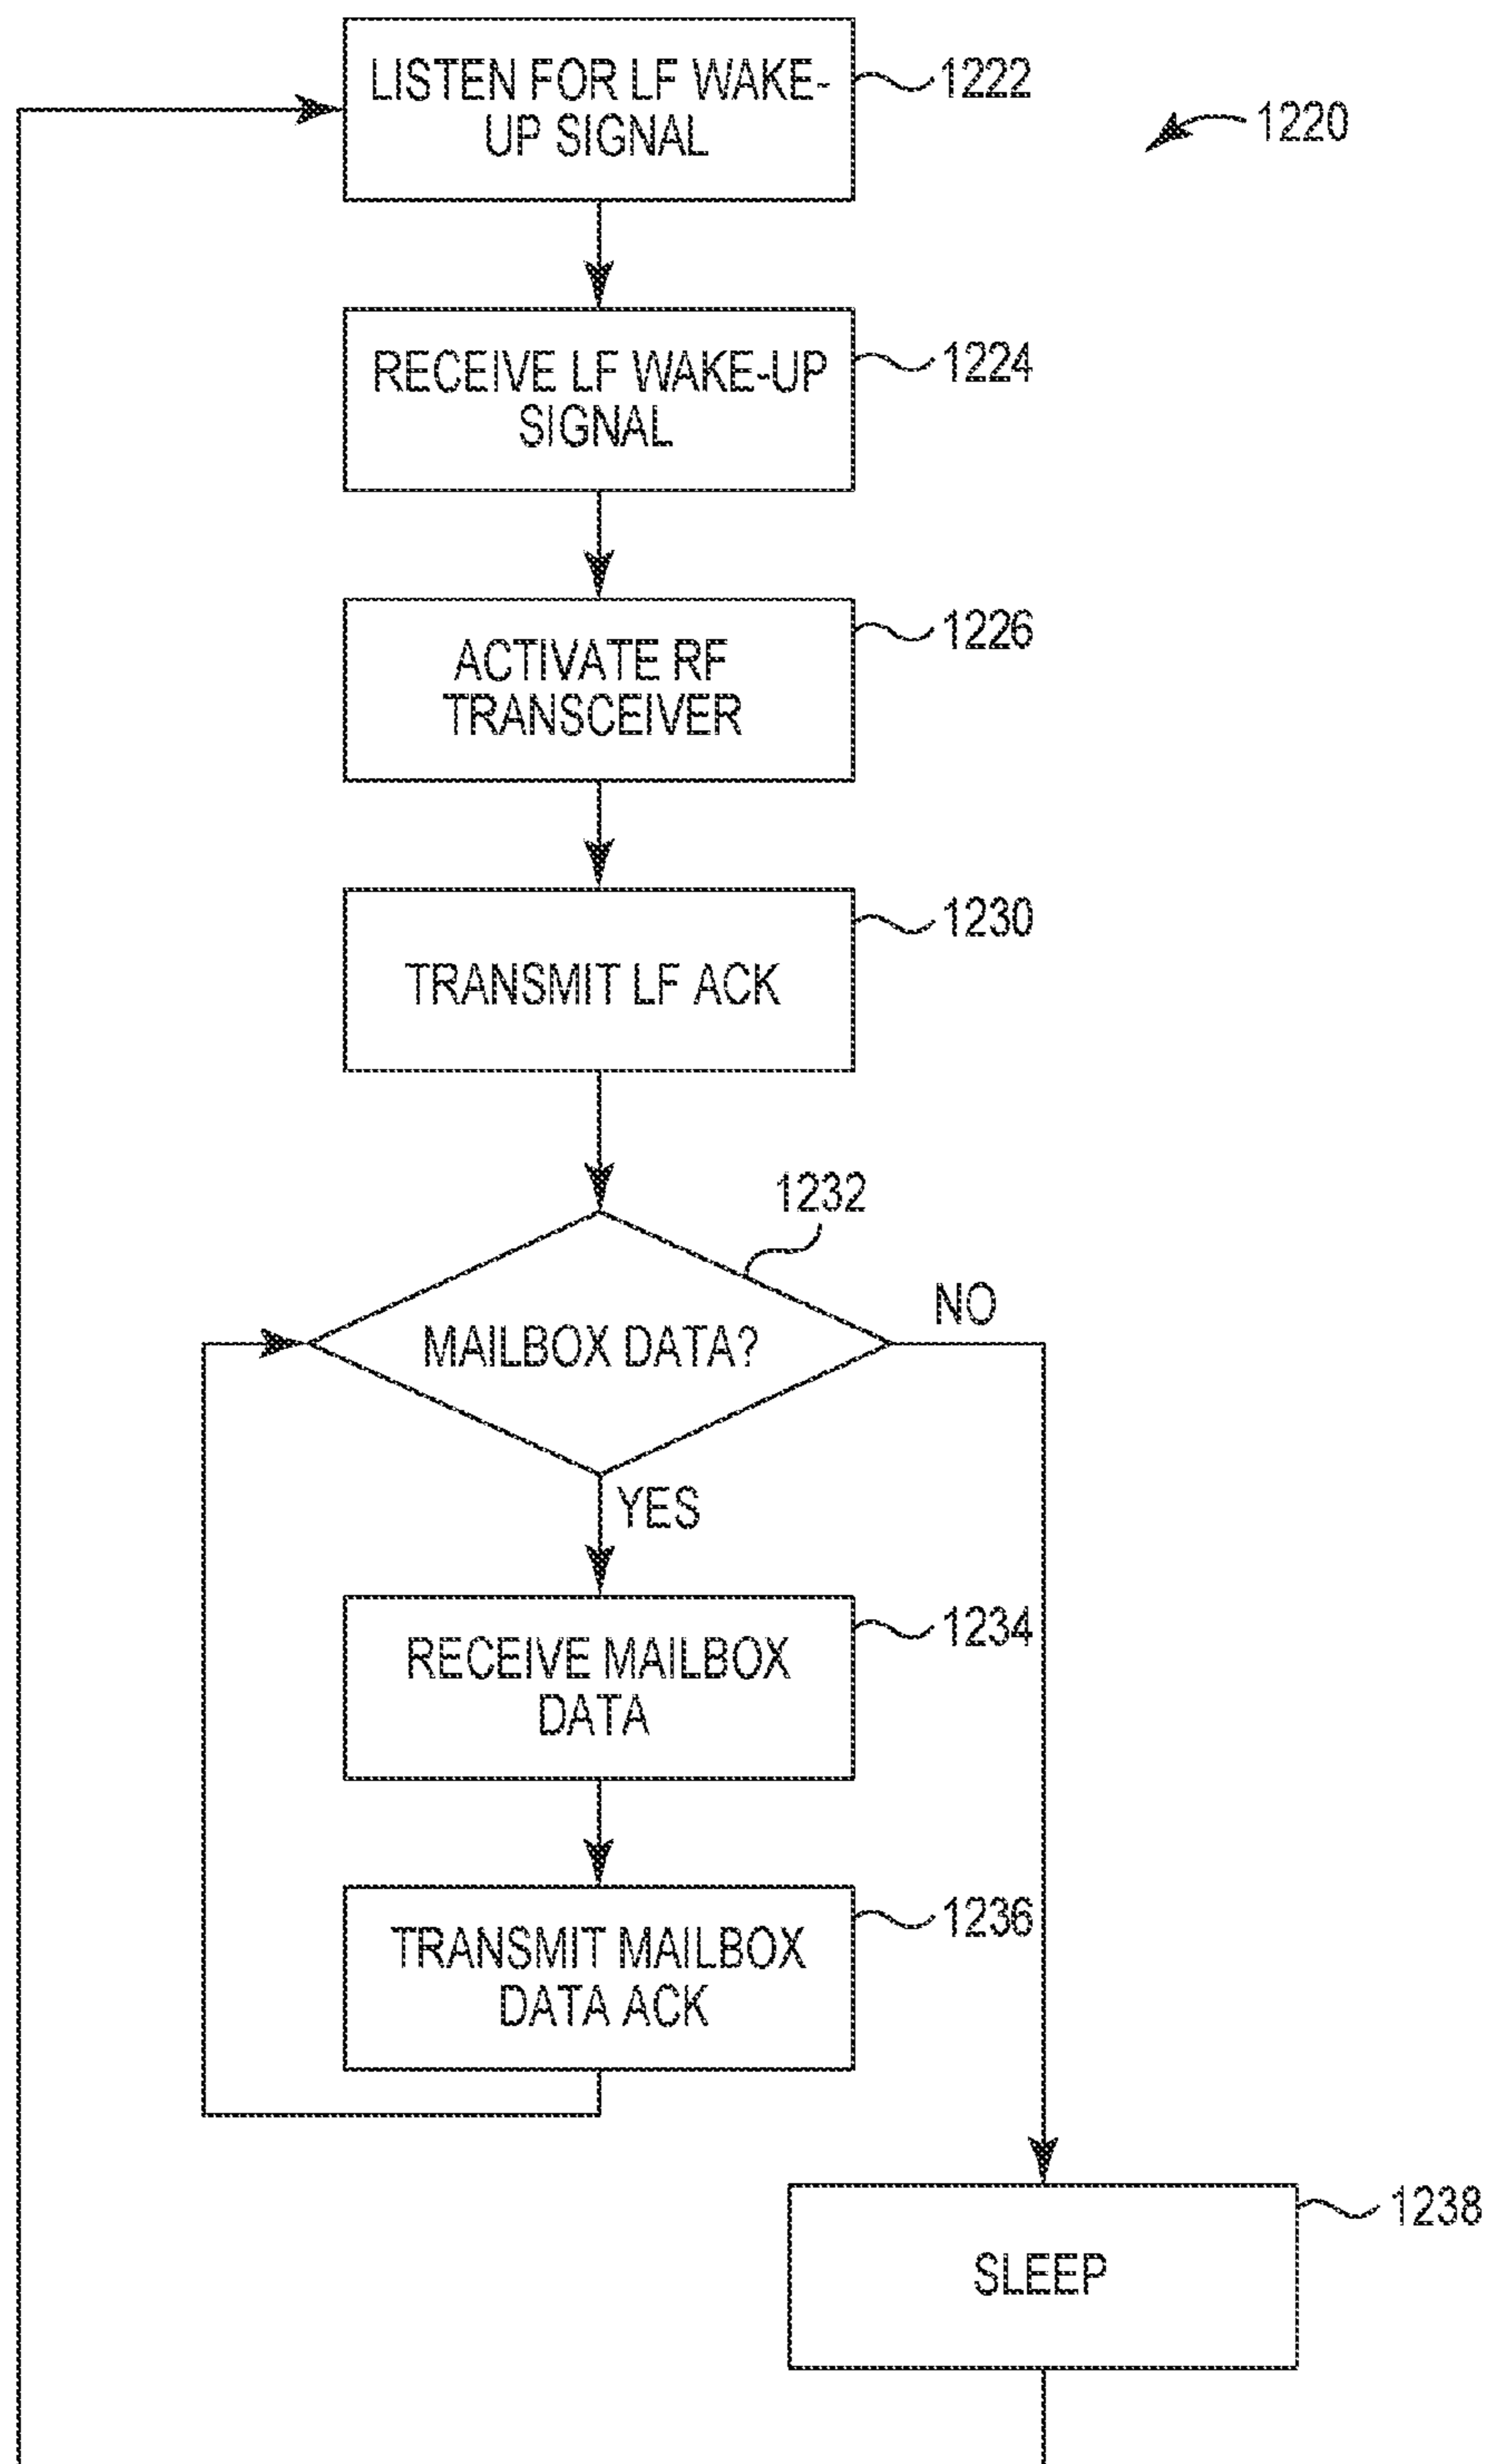 LISTEN FOR LF WAKE-
UP SIGNAL
1222
1220
RECEIVE LF WAKE-UP
SIGNAL
1224
ACTIVATE RF
TRANSCEIVER
1226
TRANSMIT LF ACK
1230
1232
MAILBOX DATA?
NO
YES
RECEIVE MAILBOX
DATA
1234
TRANSMIT MAILBOX
DATA ACK
1236
SLEEP
1238